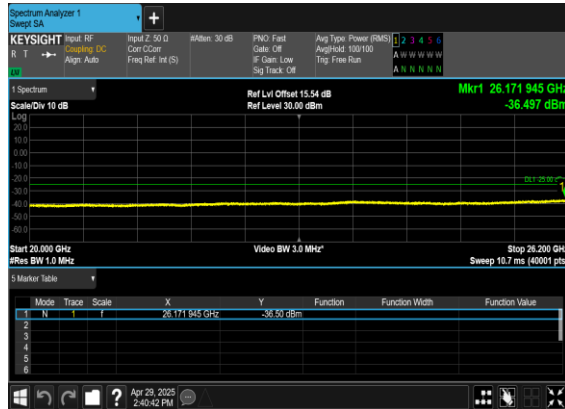 Spectrum Analyzer 1
Swept SA
+
KEYSIGHT Input: RF Input Z: 50 Ω #Atten: 30 dB PNO: Fast Avg Type: Power (RMS) 1 2 3 4 5 6
R T Coupling: DC Corr CCorr Gate: Off Avg|Hold: 100/100 A W W W W W
Align: Auto Freq Ref: Int (S) IF Gain: Low Trig: Free Run A N N N N N
Sig Track: Off
1 Spectrum
Scale/Div 10 dB
Ref Lvl Offset 15.54 dB
Ref Level 30.00 dBm
Mkr1 26.171 945 GHz
-36.497 dBm
Log
20.0
10.0
0.00
-10.0
-20.0
DL1 -25.00
-30.0
1
-40.0
-50.0
-60.0
Start 20.000 GHz Video BW 3.0 MHz* Stop 26.200 GHz
#Res BW 1.0 MHz Sweep 10.7 ms (40001 pts
5 Marker Table
Mode Trace Scale X Y Function Function Width Function Value
1 N 1 f 26.171 945 GHz -36.50 dBm
2
3
4
5
6
? Apr 29, 2025
2:40:42 PM